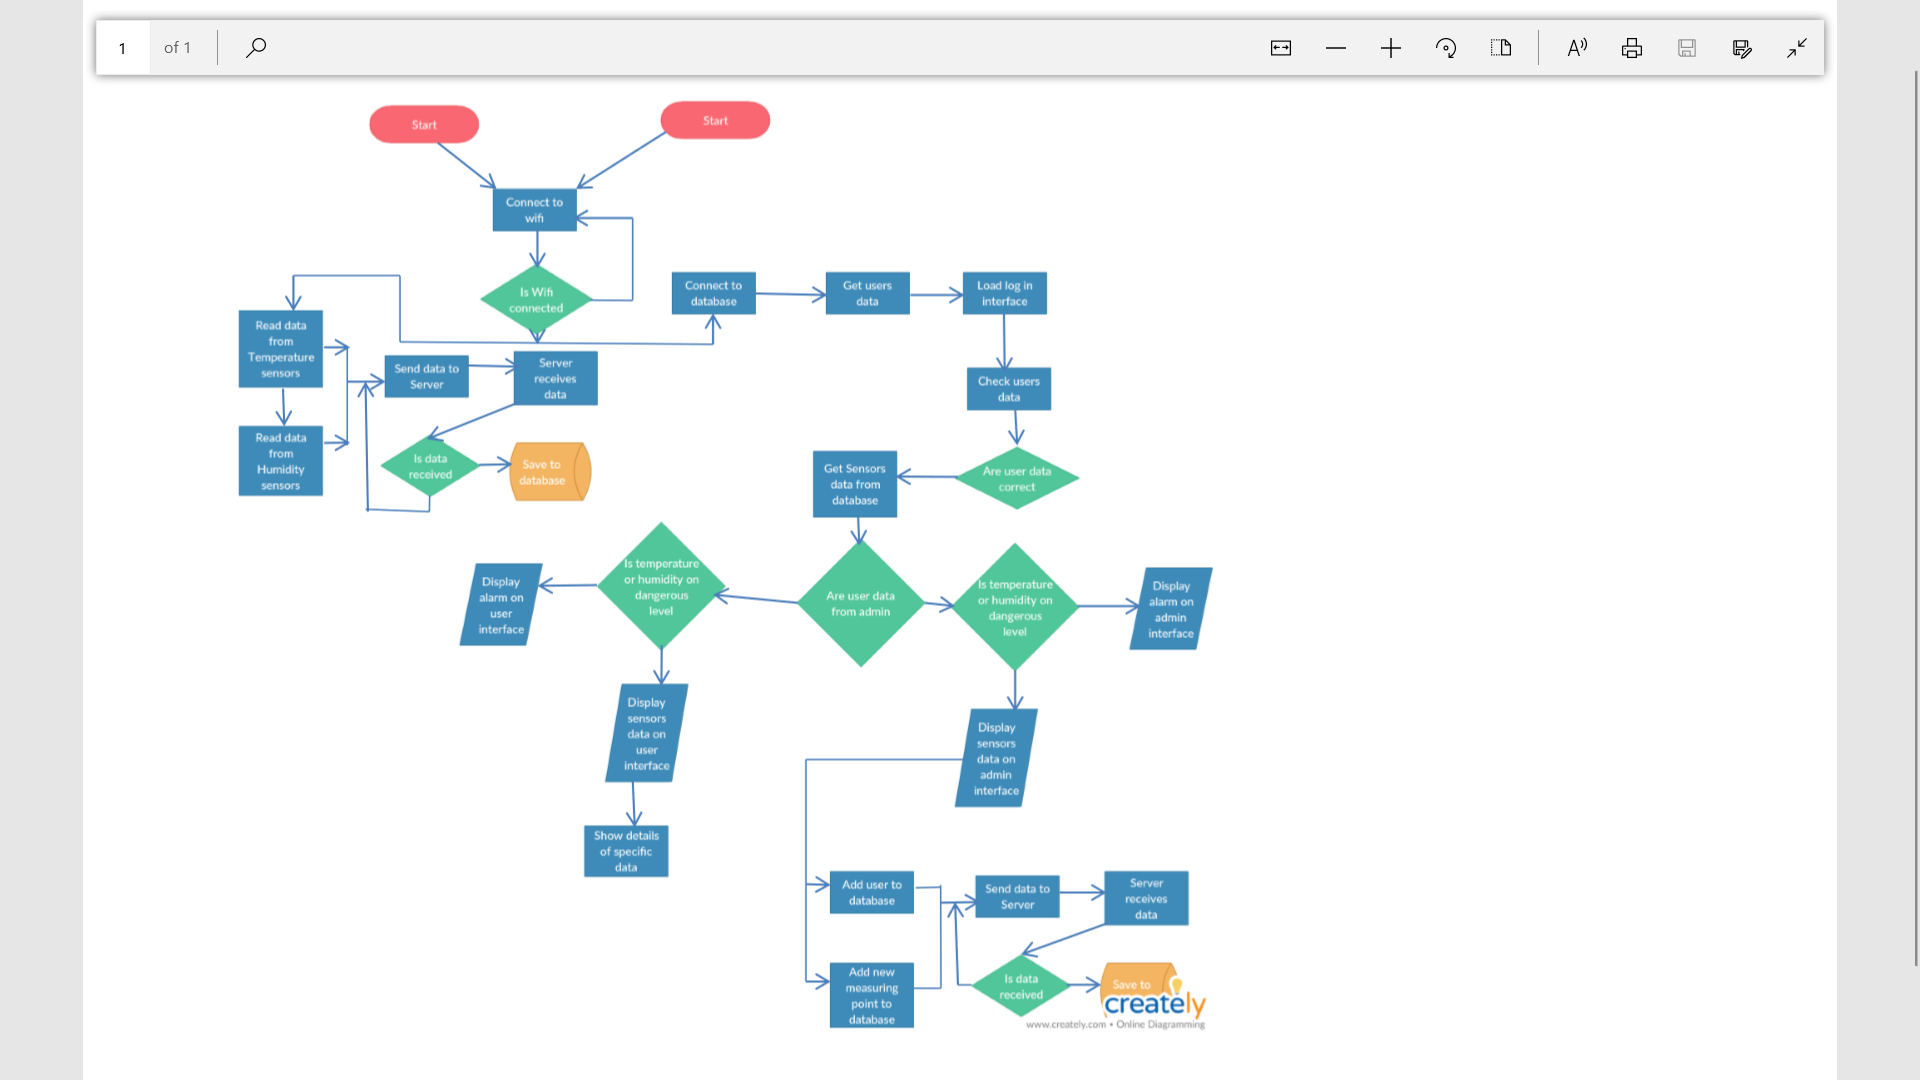 1 of 1
Start
Start
Connect to
wifi
Is Wifi
connected
Connect to
database
Get users
data
Load log in
interface
Read data
from
Temperature
sensors
Send data to
Server
Server
receives
data
Check users
data
Read data
from
Humidity
sensors
Is data
received
Save to
database
Get Sensors
data from
database
Are user data
correct
Display
alarm on
user
interface
Is temperature
or humidity on
dangerous
level
Are user data
from admin
Is temperature
or humidity on
dangerous
level
Display
alarm on
admin
interface
Display
sensors
data on
user
interface
Display
sensors
data on
admin
interface
Show details
of specific
data
Add user to
database
Send data to
Server
Server
receives
data
Add new
measuring
point to
database
Is data
received
Save to
creately
www.creately.com • Online Diagramming